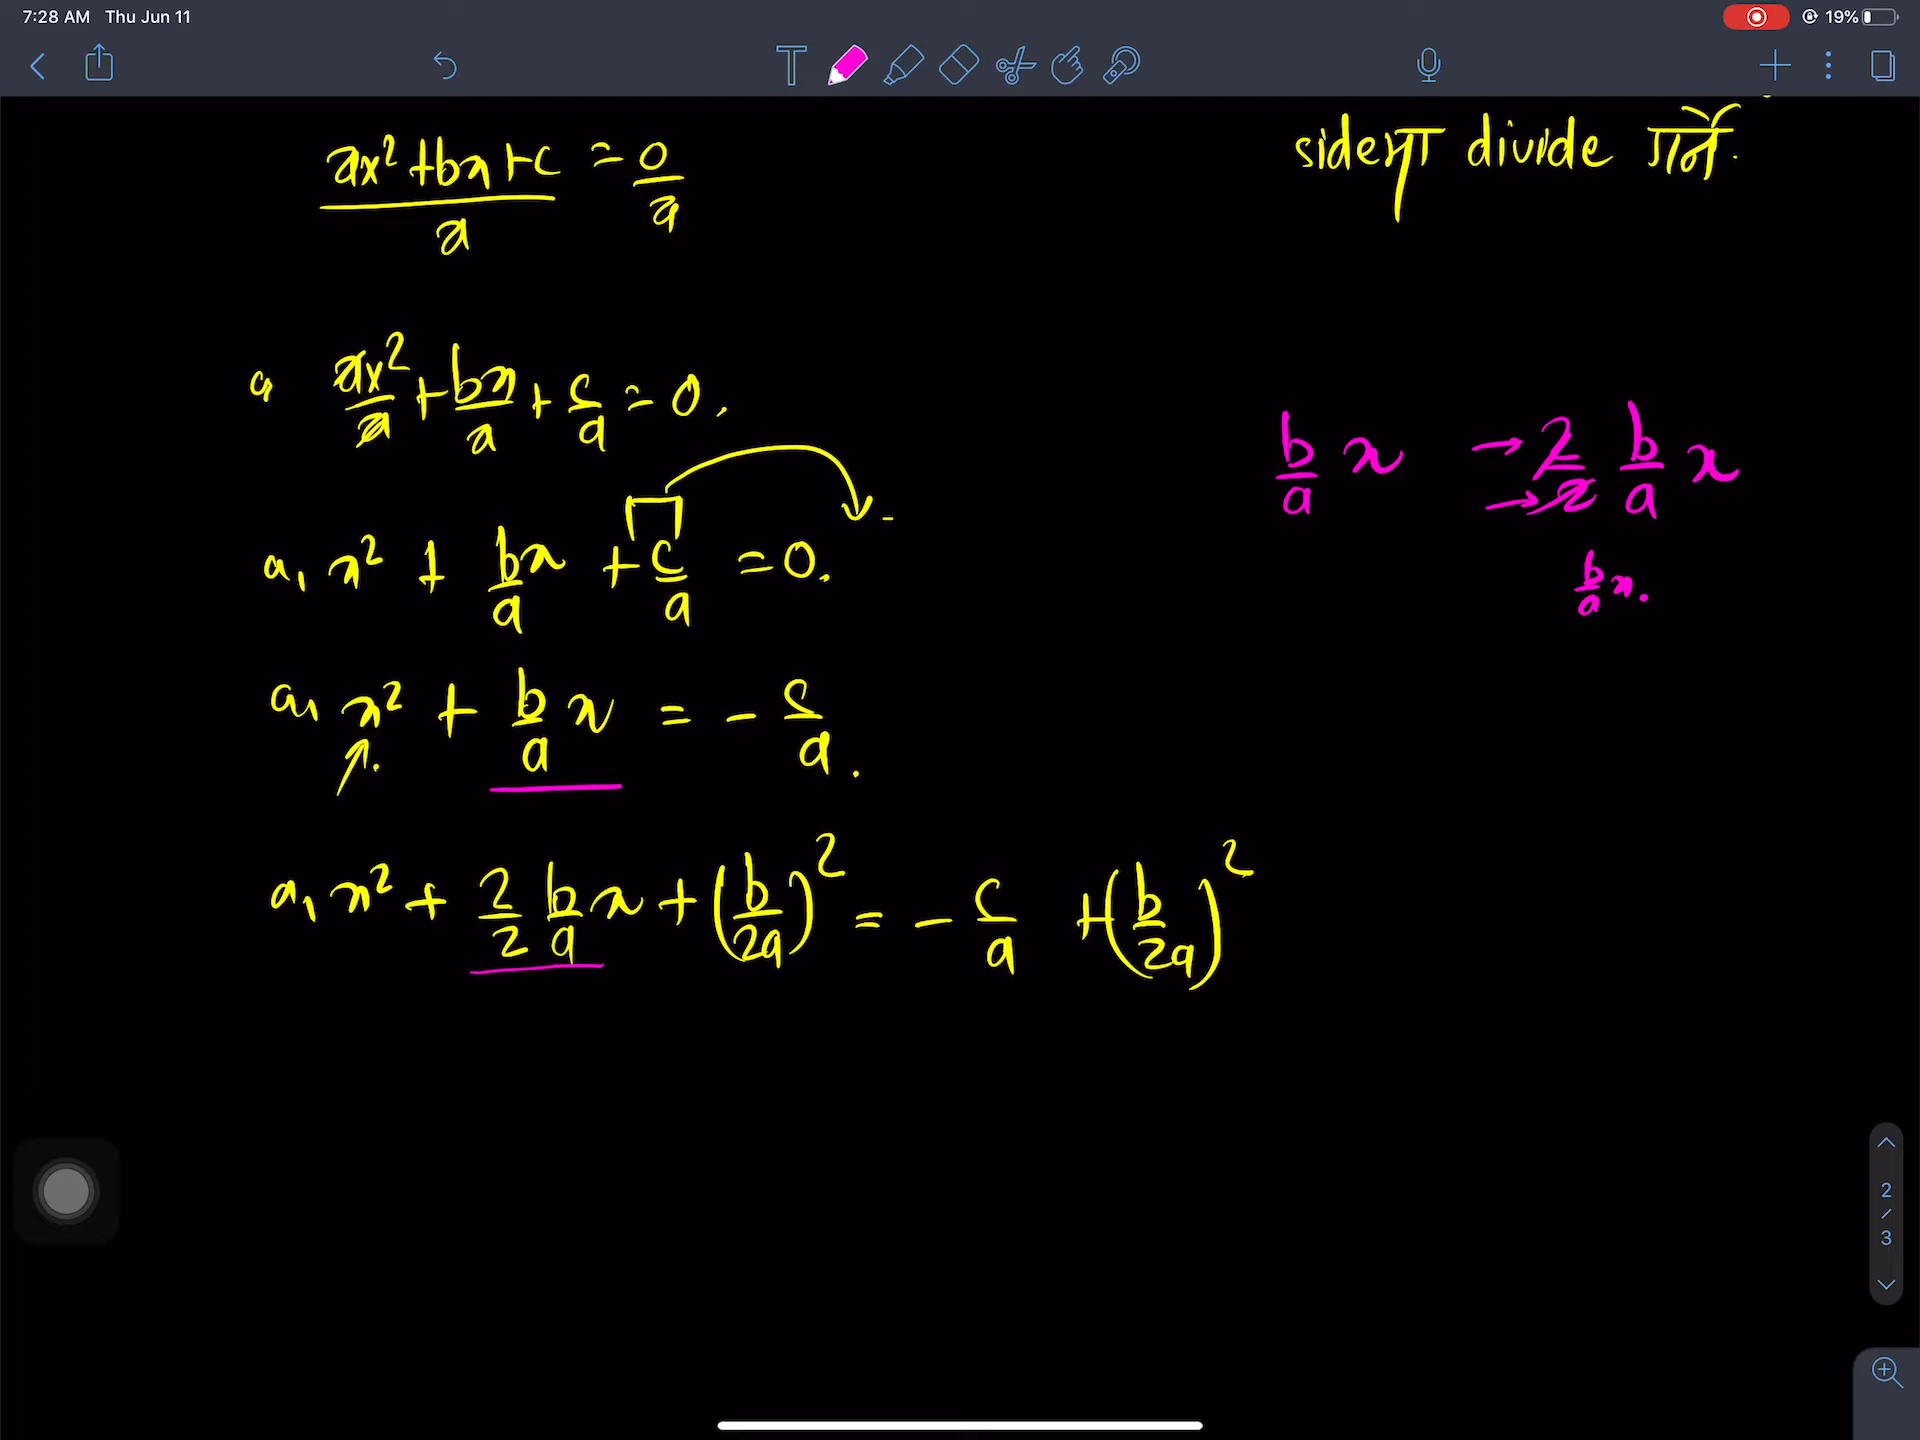 7:28 AM Thu Jun 11
19%
T
ax² + bx + c / a = 0/a
sideमा divide गर्ने.
a ax²/a + bx/a + c/a = 0.
b/a x → 2/→2 b/a x
b/a x.
a, x² + bx/a + c/a = 0. -
a, x² + b/a x = - c/a.
a, x² + 2/2 b/a x + (b/2a)² = - c/a + (b/2a)²
2
/
3